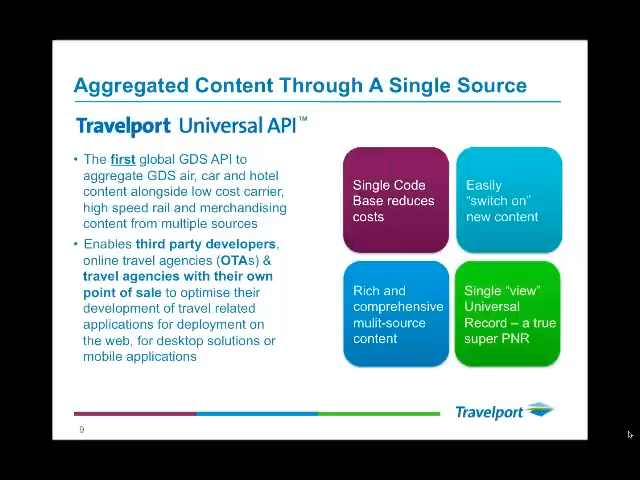 Aggregated Content Through A Single Source
Travelport Universal API™
• The first global GDS API to
aggregate GDS air, car and hotel
content alongside low cost carrier,
high speed rail and merchandising
content from multiple sources
• Enables third party developers,
online travel agencies (OTAs) &
travel agencies with their own
point of sale to optimise their
development of travel related
applications for deployment on
the web, for desktop solutions or
mobile applications
Single Code
Base reduces
costs
Easily
“switch on”
new content
Rich and
comprehensive
mulit-source
content
Single “view”
Universal
Record – a true
super PNR
Travelport
9